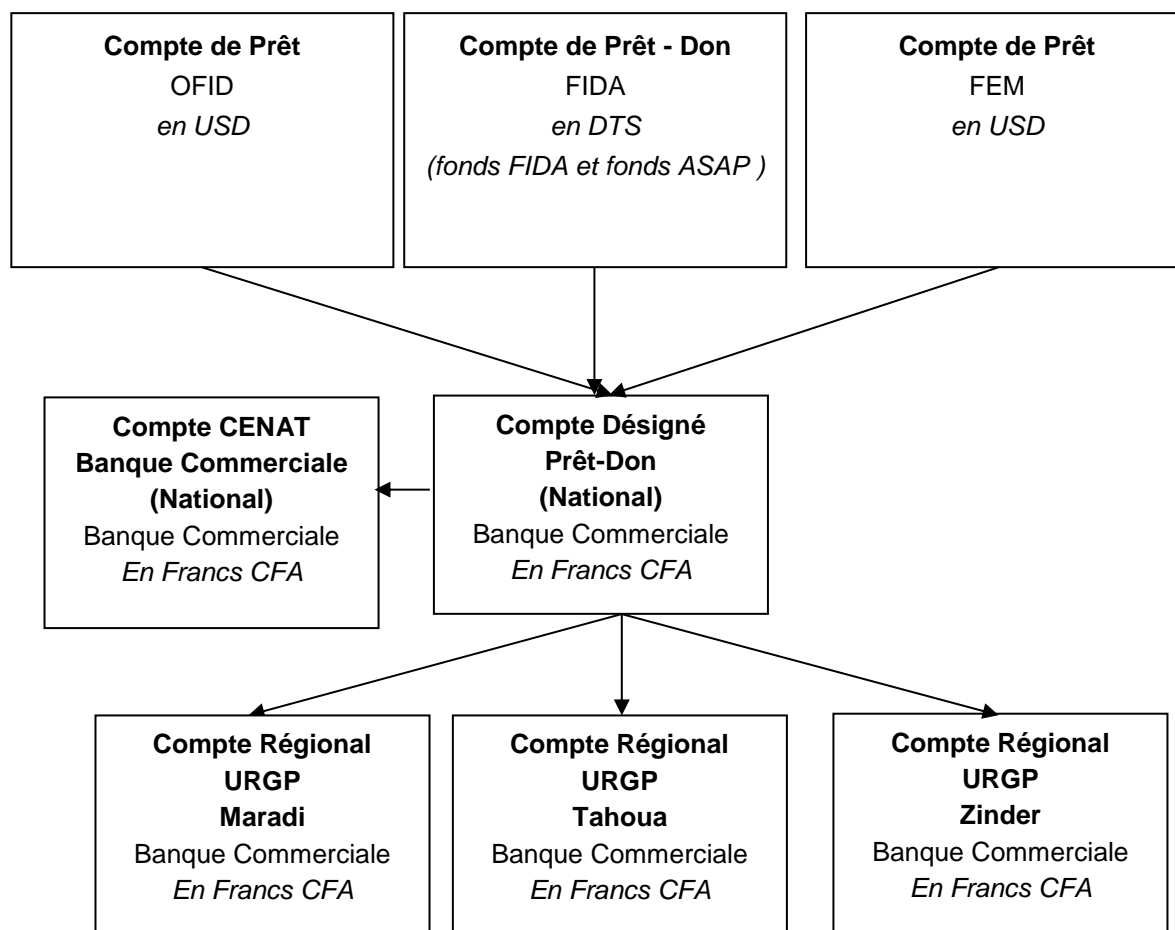 Compte de Prêt
OFID
en USD
Compte de Prêt - Don
FIDA
en DTS
(fonds FIDA et fonds ASAP )
Compte de Prêt
FEM
en USD
Compte CENAT
Banque Commerciale
(National)
Banque Commerciale
En Francs CFA
Compte Désigné
Prêt-Don
(National)
Banque Commerciale
En Francs CFA
Compte Régional
URGP
Maradi
Banque Commerciale
En Francs CFA
Compte Régional
URGP
Tahoua
Banque Commerciale
En Francs CFA
Compte Régional
URGP
Zinder
Banque Commerciale
En Francs CFA